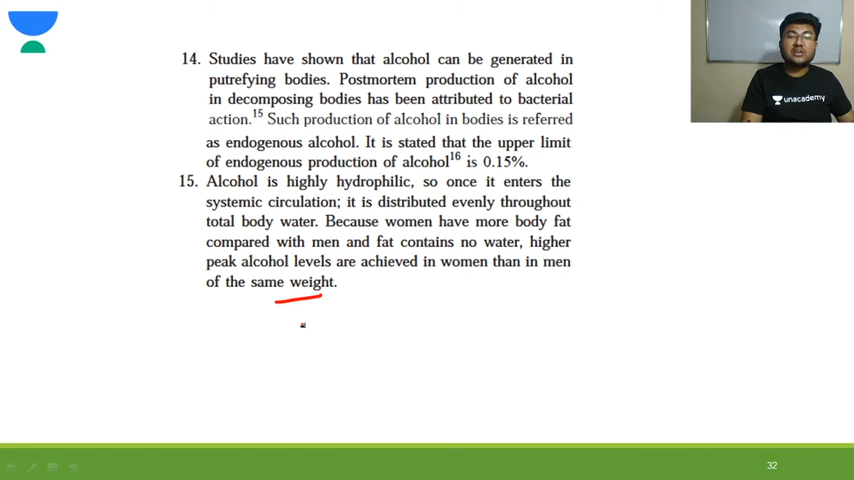 14. Studies have shown that alcohol can be generated in
putrefying bodies. Postmortem production of alcohol
in decomposing bodies has been attributed to bacterial
action.15 Such production of alcohol in bodies is referred
as endogenous alcohol. It is stated that the upper limit
of endogenous production of alcohol16 is 0.15%.
15. Alcohol is highly hydrophilic, so once it enters the
systemic circulation; it is distributed evenly throughout
total body water. Because women have more body fat
compared with men and fat contains no water, higher
peak alcohol levels are achieved in women than in men
of the same weight.
unacademy
32